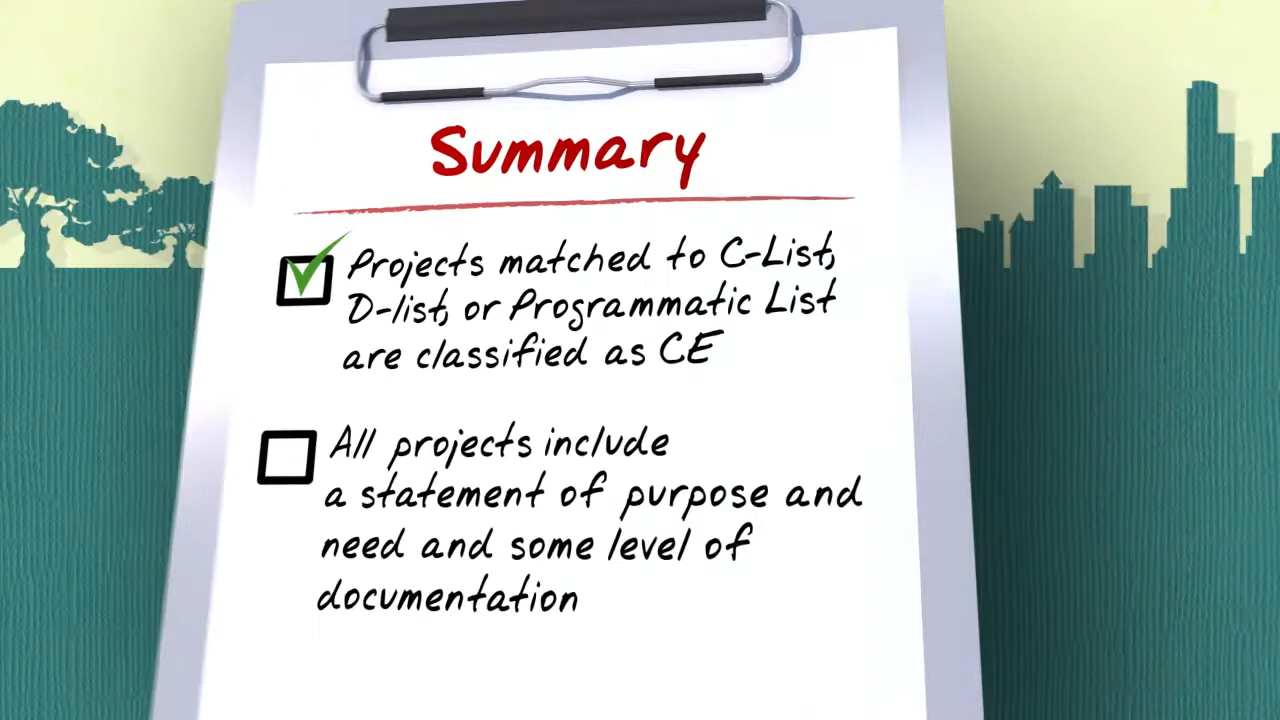 Summary
Projects matched to C-List,
D-list, or Programmatic List
are classified as CE
All projects include
a statement of purpose and
need and some level of
documentation